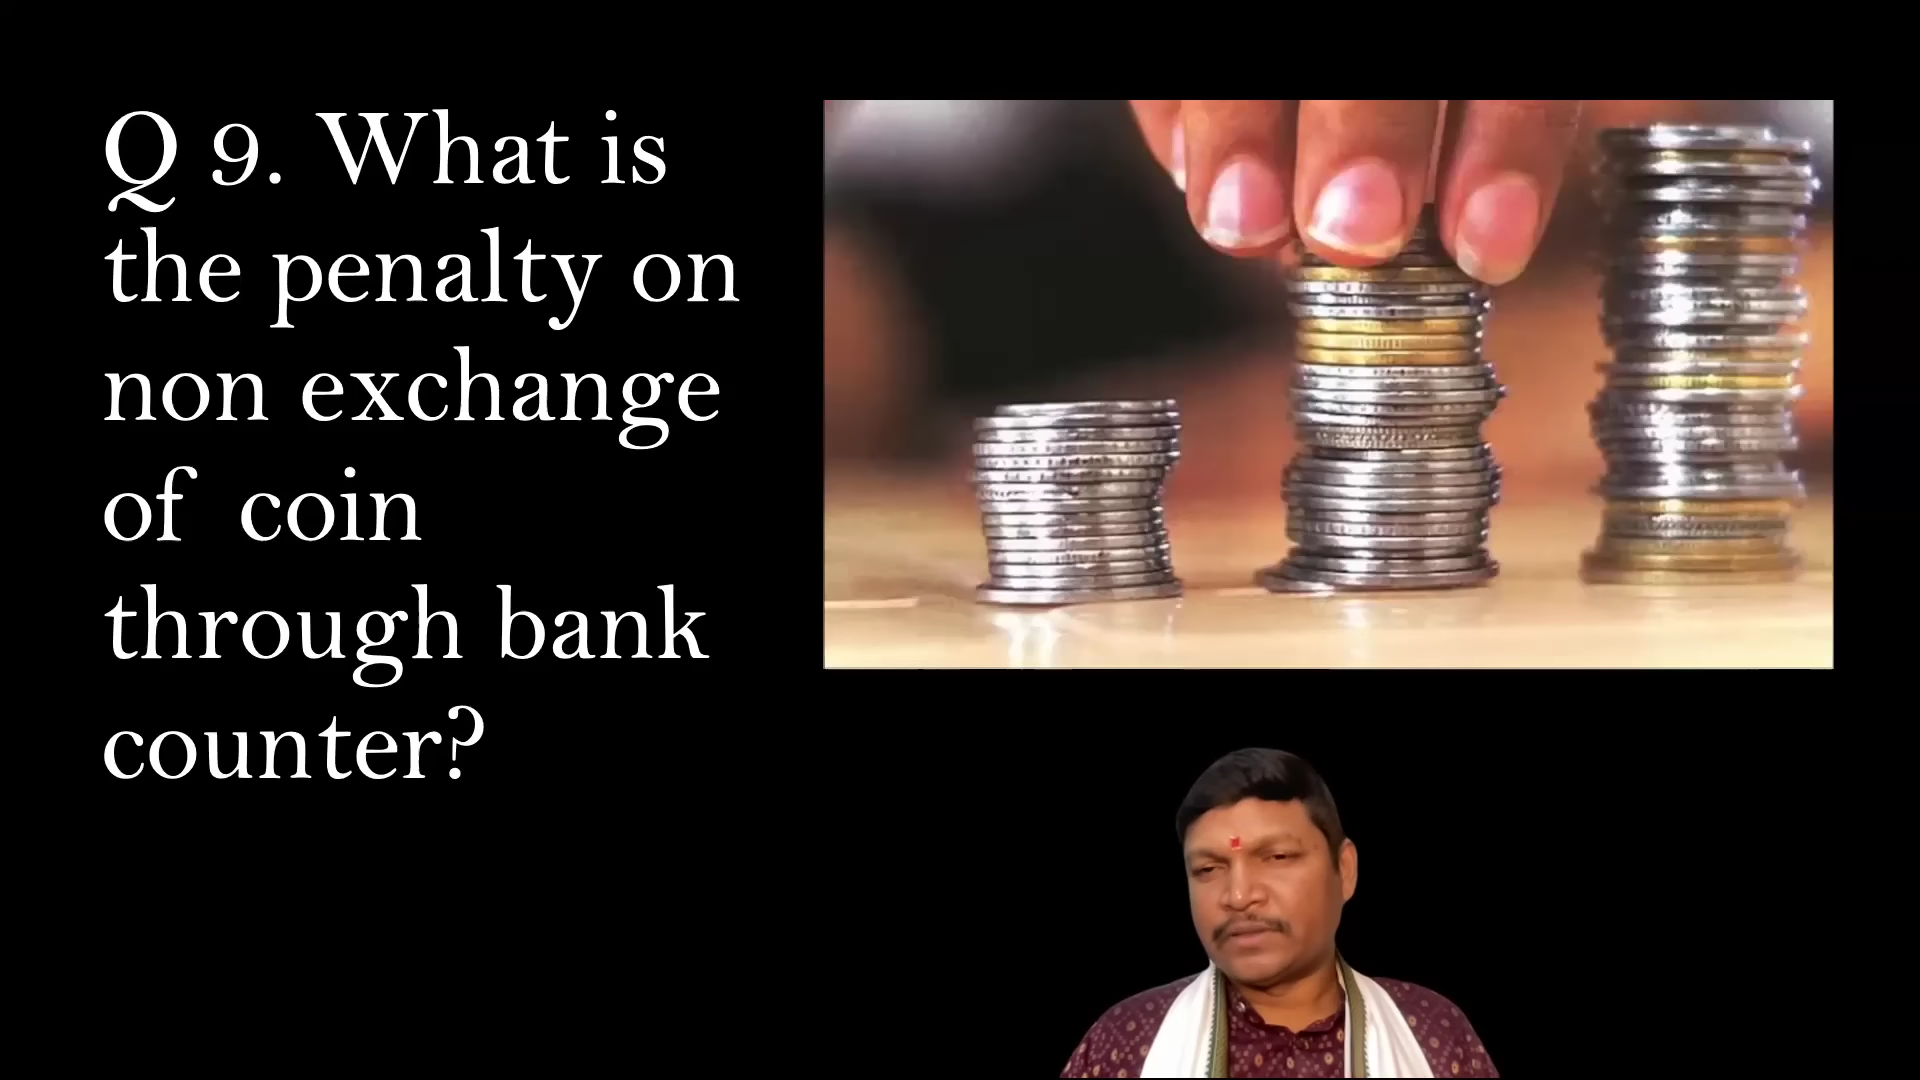 Q 9. What is
the penalty on
non exchange
of  coin
through bank
counter?